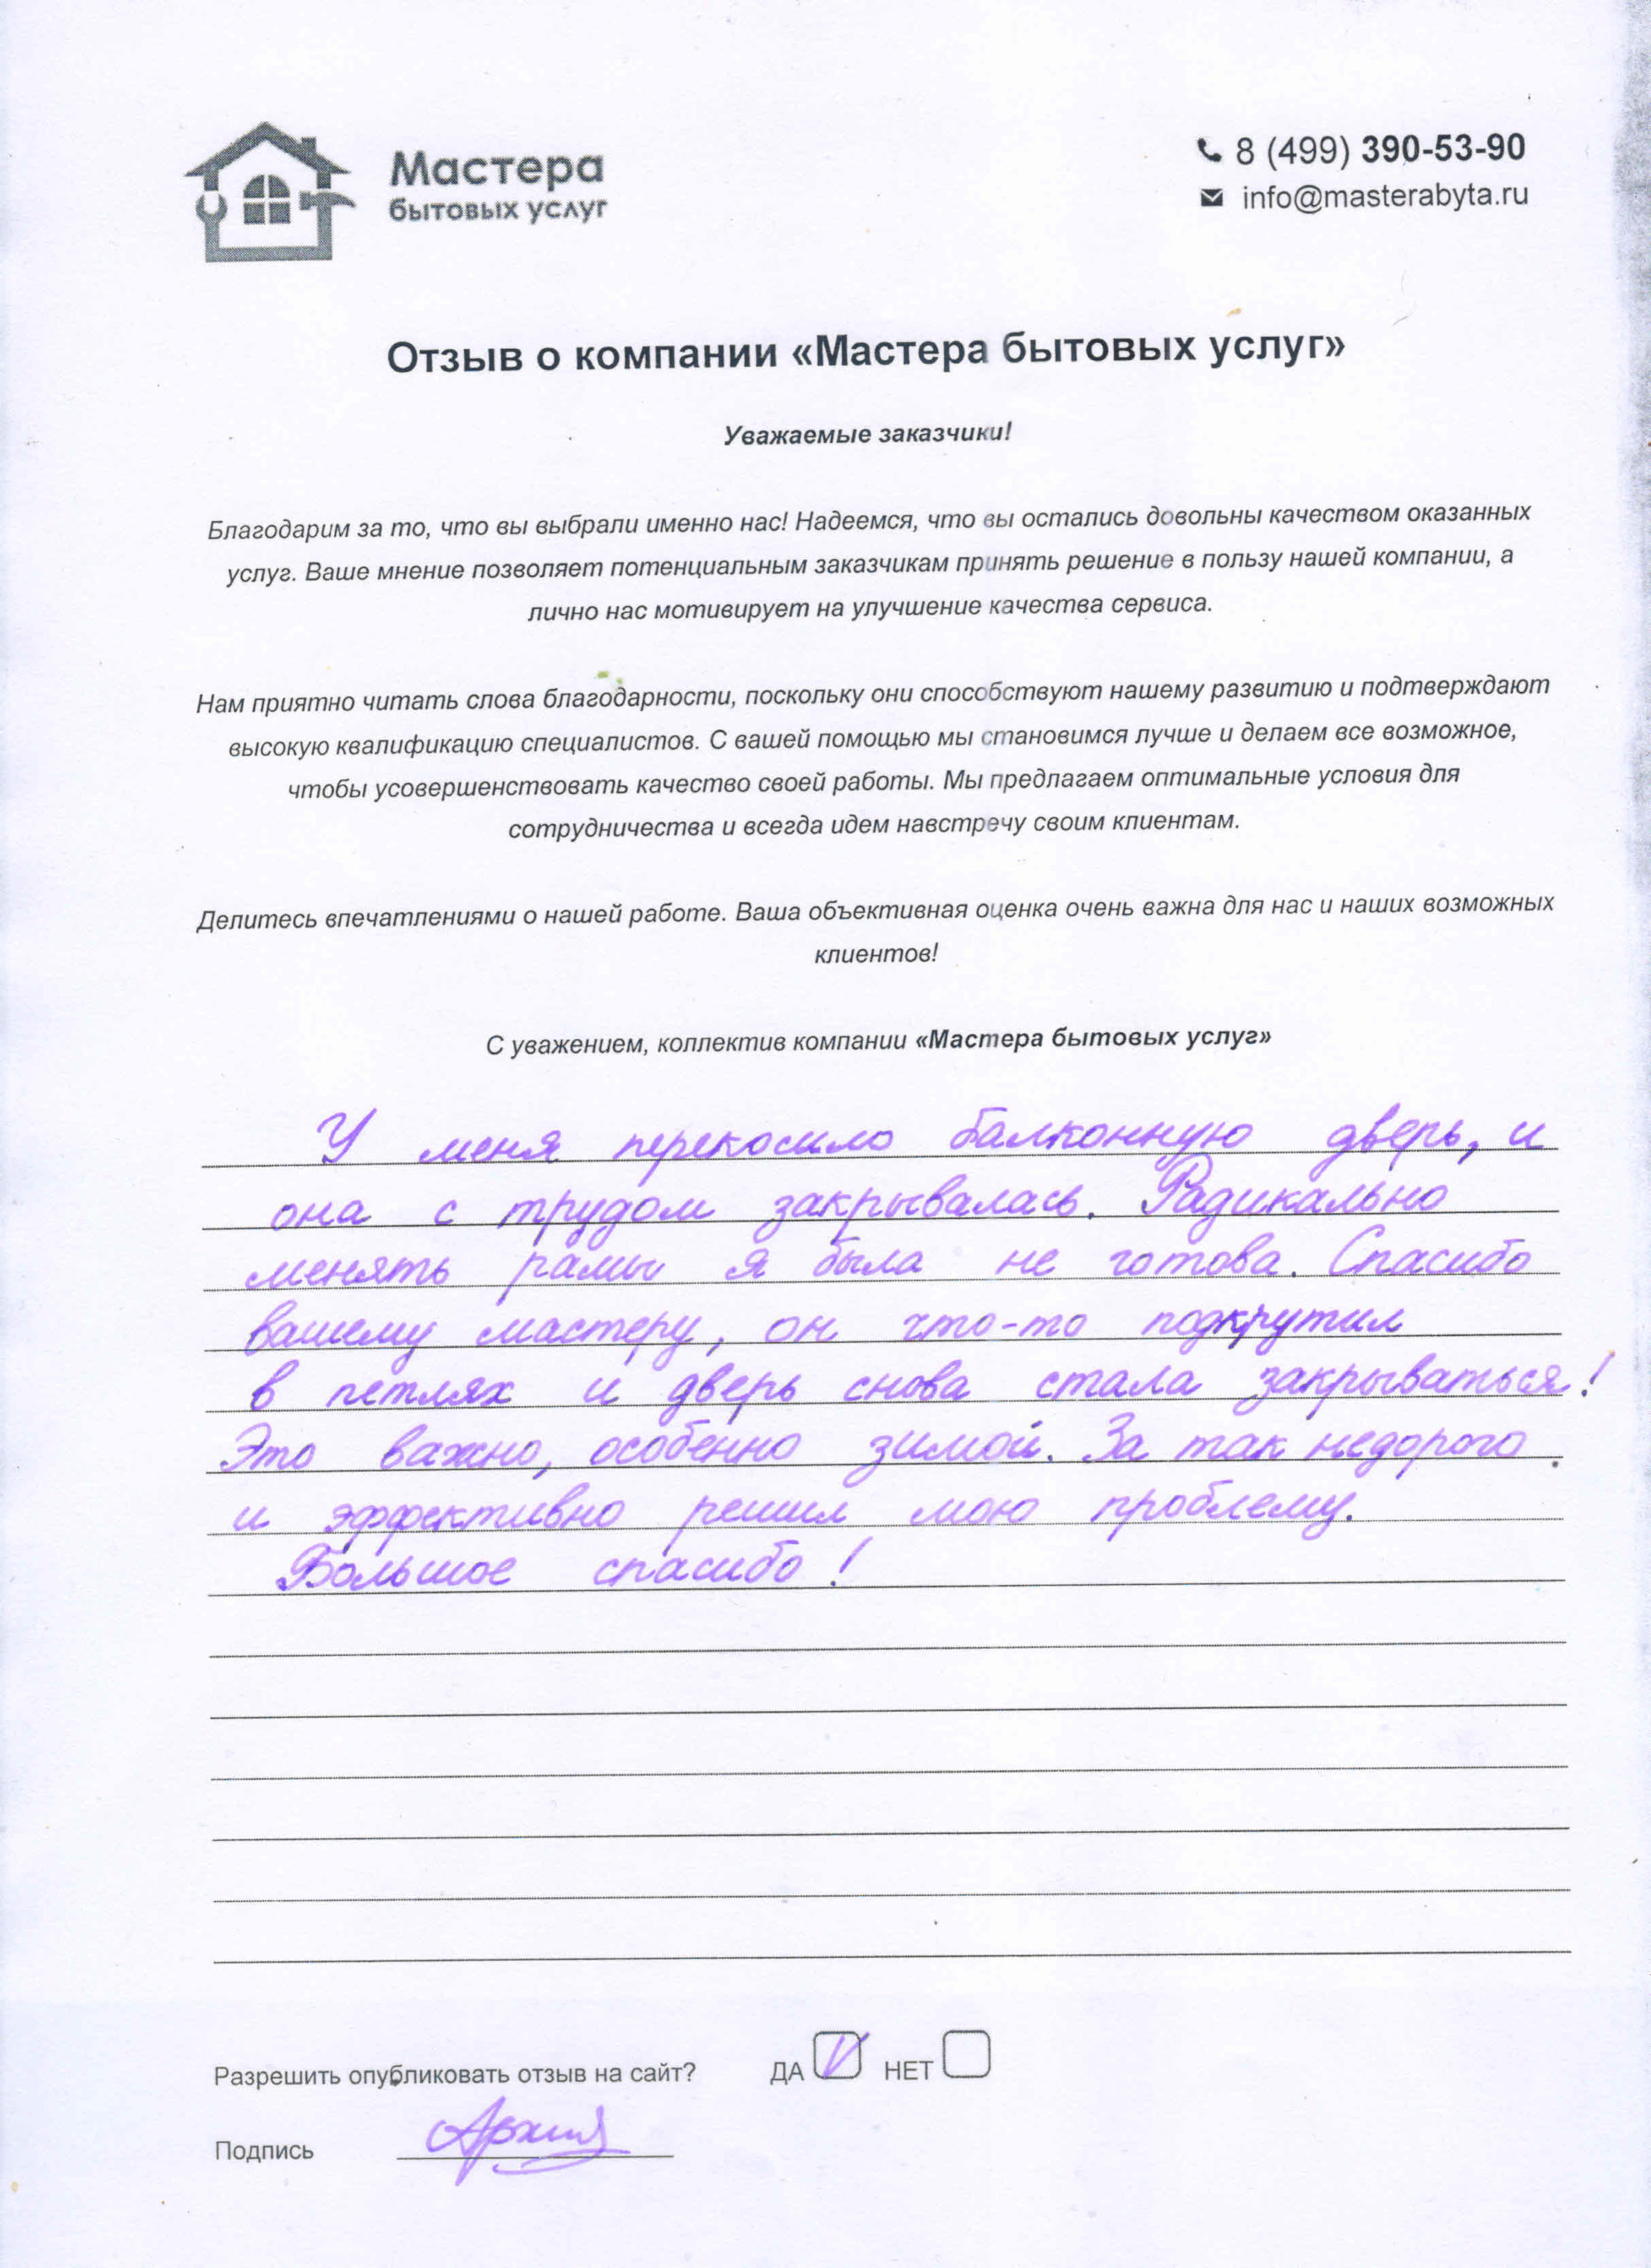 Мастера
бытовых услуг
8 (499) 390-53-90
info@masterabyta.ru
Отзыв о компании «Мастера бытовых услуг»
Уважаемые заказчики!
Благодарим за то, что вы выбрали именно нас! Надеемся, что вы остались довольны качеством оказанных
услуг. Ваше мнение позволяет потенциальным заказчикам принять решение в пользу нашей компании, а
лично нас мотивирует на улучшение качества сервиса.
Нам приятно читать слова благодарности, поскольку они способствуют нашему развитию и подтверждают
высокую квалификацию специалистов. С вашей помощью мы становимся лучше и делаем все возможное,
чтобы усовершенствовать качество своей работы. Мы предлагаем оптимальные условия для
сотрудничества и всегда идем навстречу своим клиентам.
Делитесь впечатлениями о нашей работе. Ваша объективная оценка очень важна для нас и наших возможных
клиентов!
С уважением, коллектив компании «Мастера бытовых услуг»
У меня перекосило балконную дверь, и
она с трудом закрывалась. Радикально
менять рамы я была не готова. Спасибо
вашему мастеру, он что-то подкрутил
в петлях и дверь снова стала закрываться!
Это важно, особенно зимой. За так недорого
и эффективно решил мою проблему.
Большое спасибо!
Разрешить опубликовать отзыв на сайт? ДА V НЕТ
Подпись